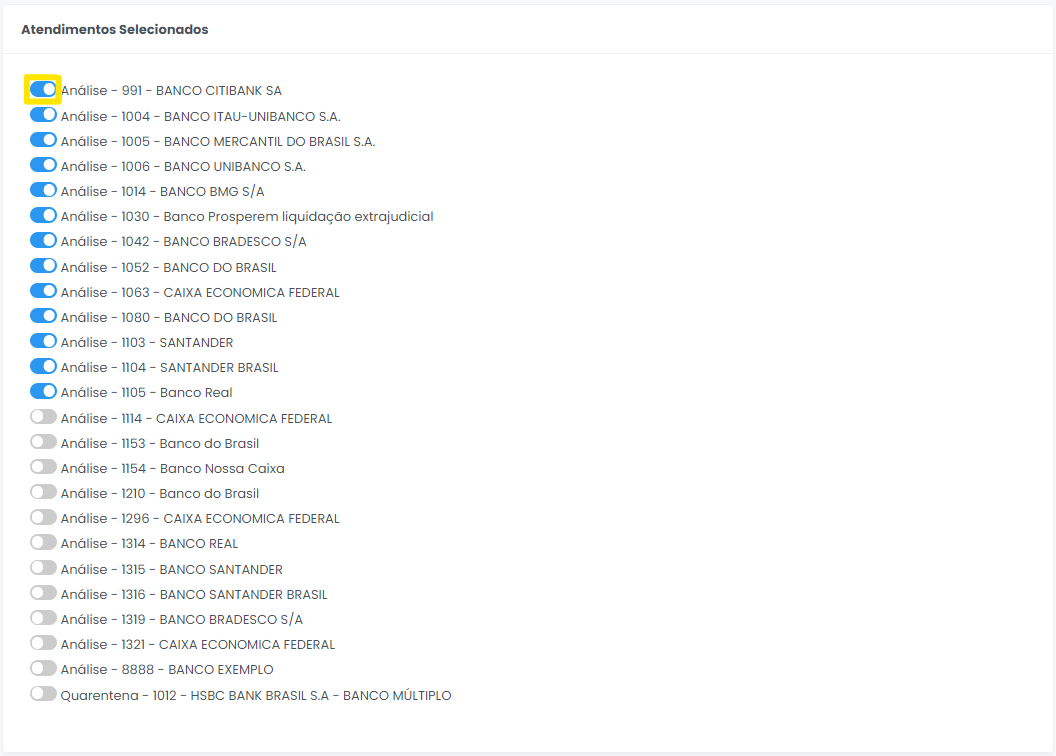 Atendimentos Selecionados
Análise - 991 - BANCO CITIBANK SA
Análise - 1004 - BANCO ITAU-UNIBANCO S.A.
Análise - 1005 - BANCO MERCANTIL DO BRASIL S.A.
Análise - 1006 - BANCO UNIBANCO S.A.
Análise - 1014 - BANCO BMG S/A
Análise - 1030 - Banco Prosperem liquidação extrajudicial
Análise - 1042 - BANCO BRADESCO S/A
Análise - 1052 - BANCO DO BRASIL
Análise - 1063 - CAIXA ECONOMICA FEDERAL
Análise - 1080 - BANCO DO BRASIL
Análise - 1103 - SANTANDER
Análise - 1104 - SANTANDER BRASIL
Análise - 1105 - Banco Real
Análise - 1114 - CAIXA ECONOMICA FEDERAL
Análise - 1153 - Banco do Brasil
Análise - 1154 - Banco Nossa Caixa
Análise - 1210 - Banco do Brasil
Análise - 1296 - CAIXA ECONOMICA FEDERAL
Análise - 1314 - BANCO REAL
Análise - 1315 - BANCO SANTANDER
Análise - 1316 - BANCO SANTANDER BRASIL
Análise - 1319 - BANCO BRADESCO S/A
Análise - 1321 - CAIXA ECONOMICA FEDERAL
Análise - 8888 - BANCO EXEMPLO
Quarentena - 1012 - HSBC BANK BRASIL S.A - BANCO MÚLTIPLO